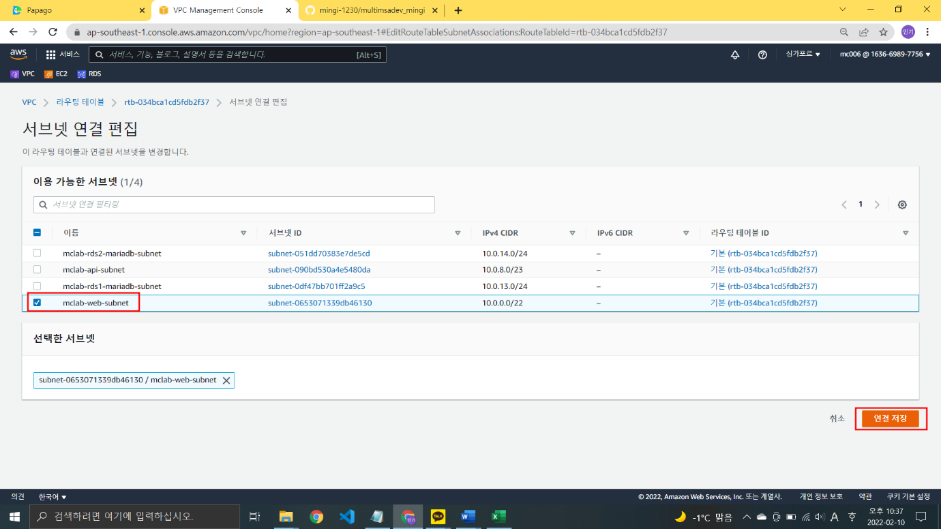 Papago
VPC Management Console
mingi-1230/multimsadev_mingi
ap-southeast-1.console.aws.amazon.com/vpc/home?region=ap-southeast-1#EditRouteTableSubnetAssociations:RouteTableId=rtb-034bca1cd5fdb2f37
민기
aws 서비스 서비스, 기능, 블로그, 설명서 등을 검색합니다. [Alt+S] 싱가포르 ▼ mc006 @ 1636-6989-7756 ▼
VPC EC2 RDS
VPC > 라우팅 테이블 > rtb-034bca1cd5fdb2f37 > 서브넷 연결 편집
서브넷 연결 편집
이 라우팅 테이블과 연결된 서브넷을 변경합니다.
이용 가능한 서브넷 (1/4)
서브넷 연결 필터링 1
이름 서브넷 ID IPv4 CIDR IPv6 CIDR 라우팅 테이블 ID
mclab-rds2-mariadb-subnet subnet-051dd70383e7de5cd 10.0.14.0/24 – 기본 (rtb-034bca1cd5fdb2f37)
mclab-api-subnet subnet-090bd530a4e5480da 10.0.8.0/23 – 기본 (rtb-034bca1cd5fdb2f37)
mclab-rds1-mariadb-subnet subnet-0df47bb701ff2a9c5 10.0.13.0/24 – 기본 (rtb-034bca1cd5fdb2f37)
mclab-web-subnet subnet-0653071339db46130 10.0.0.0/22 – 기본 (rtb-034bca1cd5fdb2f37)
선택한 서브넷
subnet-0653071339db46130 / mclab-web-subnet
취소 연결 저장
의견 한국어 ▼ © 2022, Amazon Web Services, Inc. 또는 계열사. 개인 정보 보호 약관 쿠키 기본 설정
검색하려면 여기에 입력하십시오. -1°C 맑음 A 오후 10:37
2022-02-10